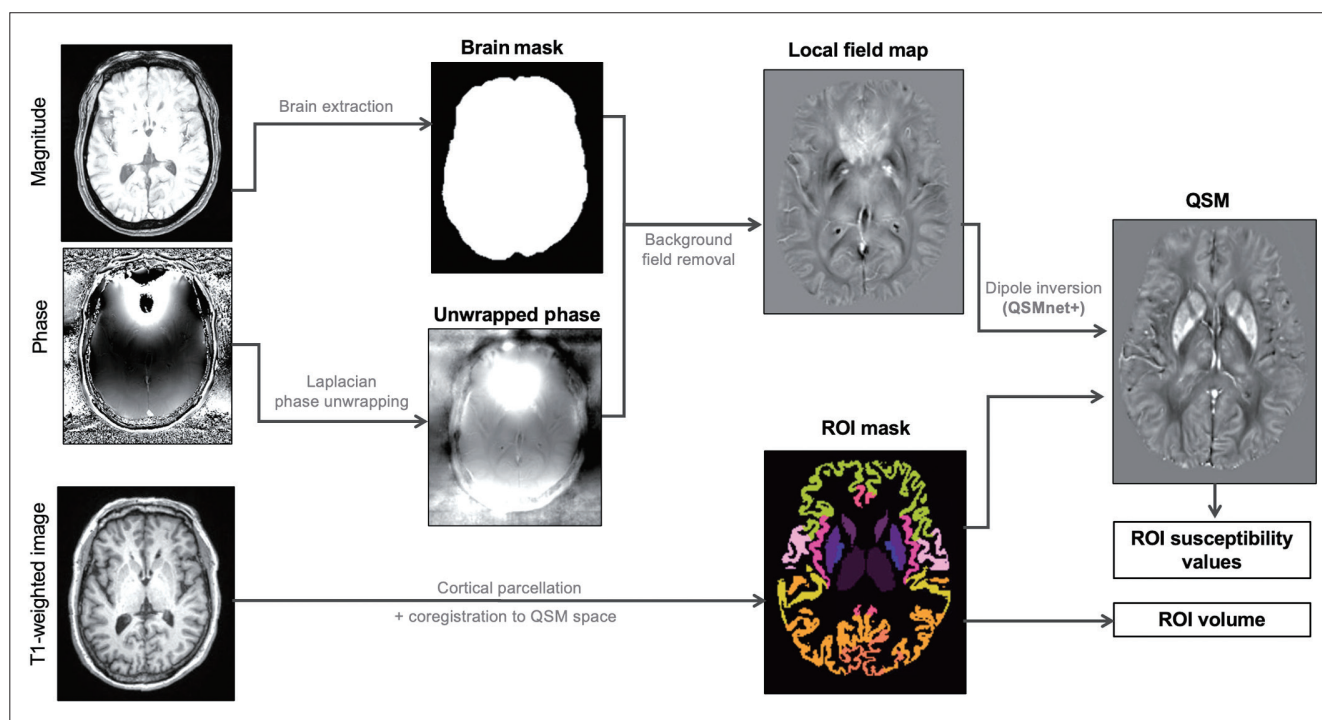 Magnitude
Brain extraction
Brain mask
Local field map
Background
field removal
QSM
Phase
Laplacian
phase unwrapping
Unwrapped phase
Dipole inversion
(QSMnet+)
ROI mask
T1-weighted image
Cortical parcellation
+ coregistration to QSM space
ROI susceptibility
values
ROI volume